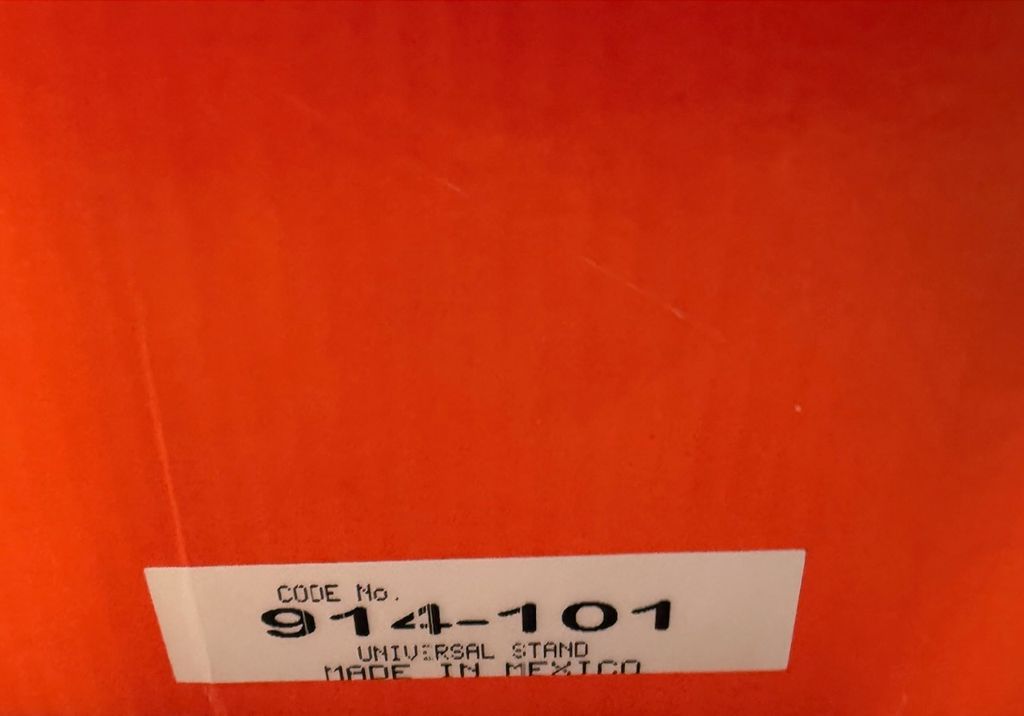 CODE No.
914-101
UNIVERSAL STAND
MADE IN MEXICO